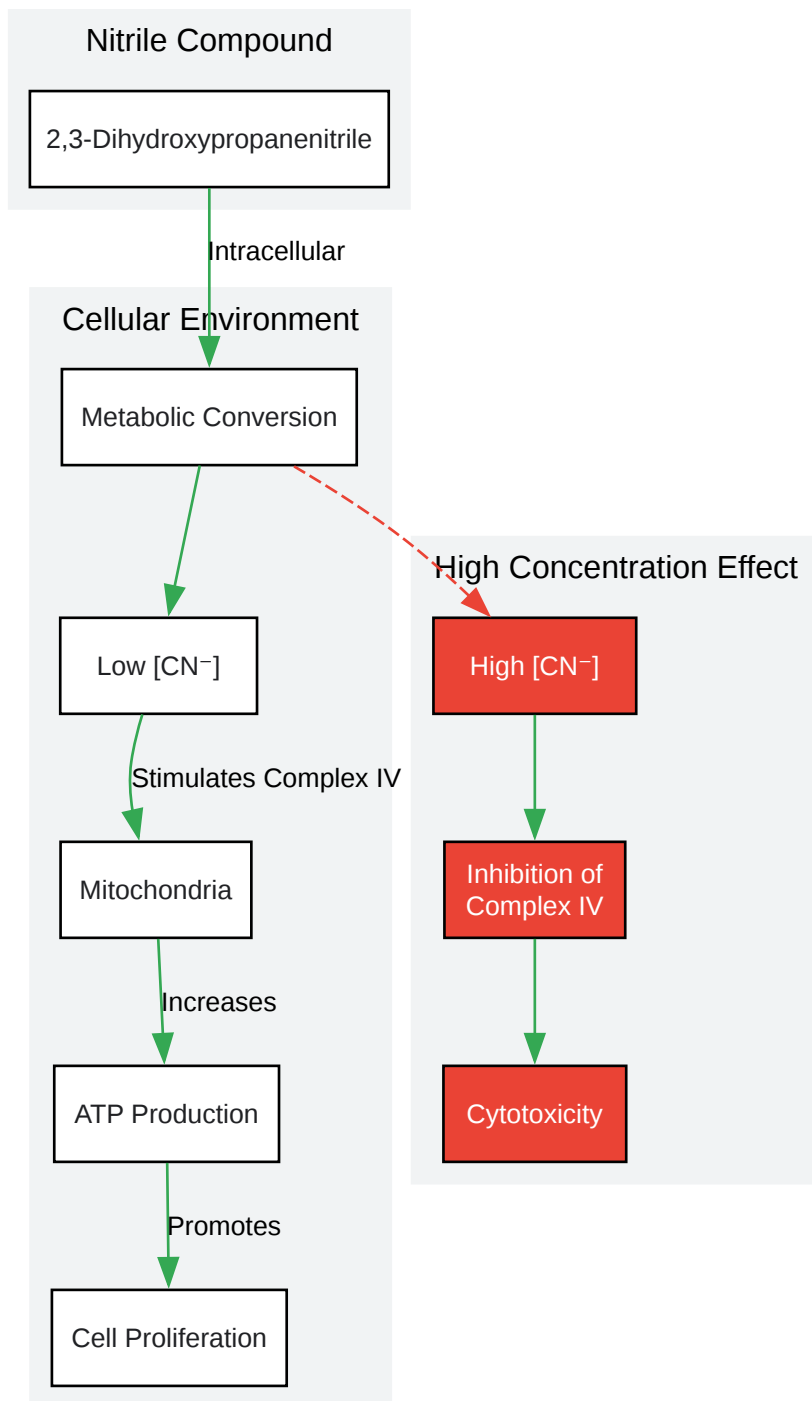 Nitrile Compound
2,3-Dihydroxypropanenitrile
Intracellular
Cellular Environment
Metabolic Conversion
High Concentration Effect
Low [CN⁻]
High [CN⁻]
Stimulates Complex IV
Mitochondria
Inhibition of
Complex IV
Increases
ATP Production
Cytotoxicity
Promotes
Cell Proliferation